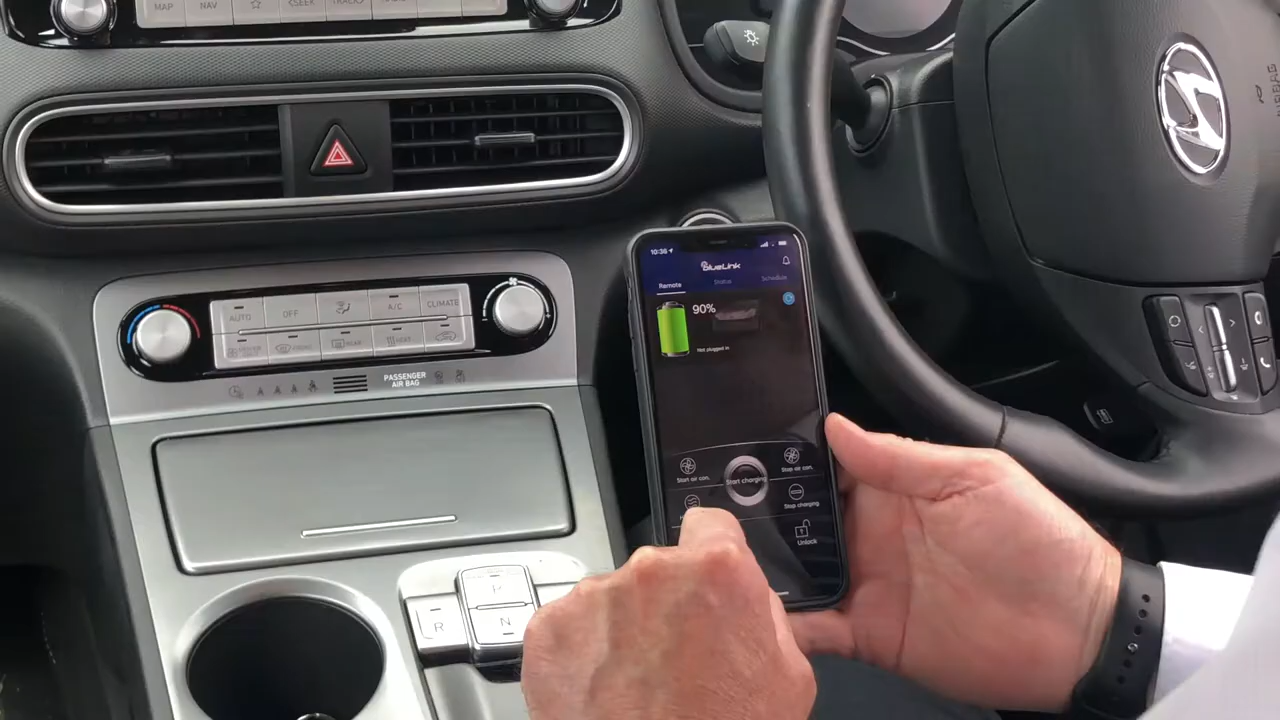 MAP NAV SEEK TRACK
AIRBAG
AUTO OFF A/C CLIMATE
FRONT REAR HEAT
PASSENGER
AIR BAG
10:36
BlueLink
Remote Status Schedule
90%
Not plugged in
Start air con. Start charging Stop air con.
Stop charging
Unlock
P
R N